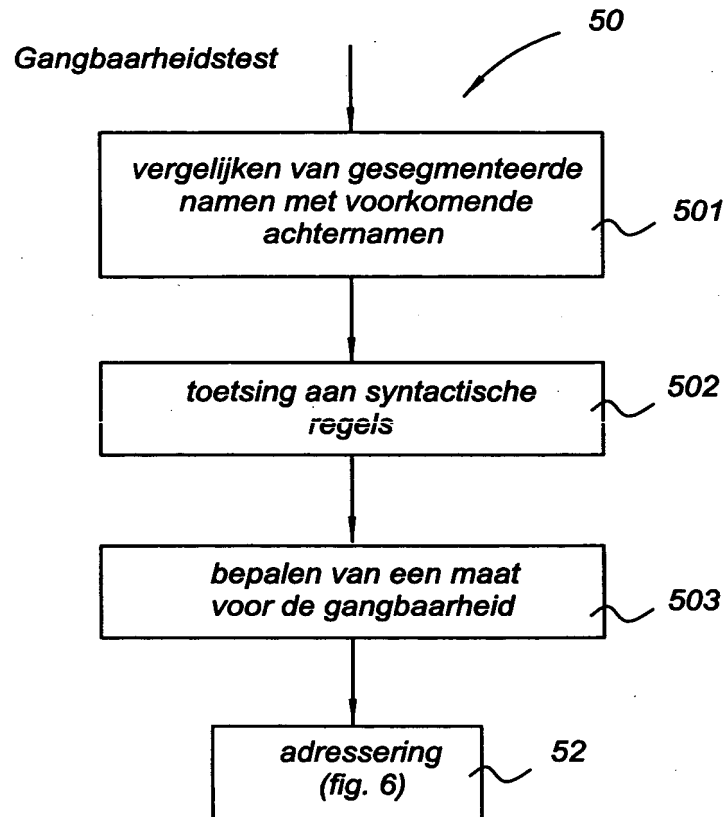 50
Gangbaarheidstest
vergelijken van gesegmenteerde
namen met voorkomende
achternamen
501
toetsing aan syntactische
regels
502
bepalen van een maat
voor de gangbaarheid
503
adressering
(fig. 6)
52